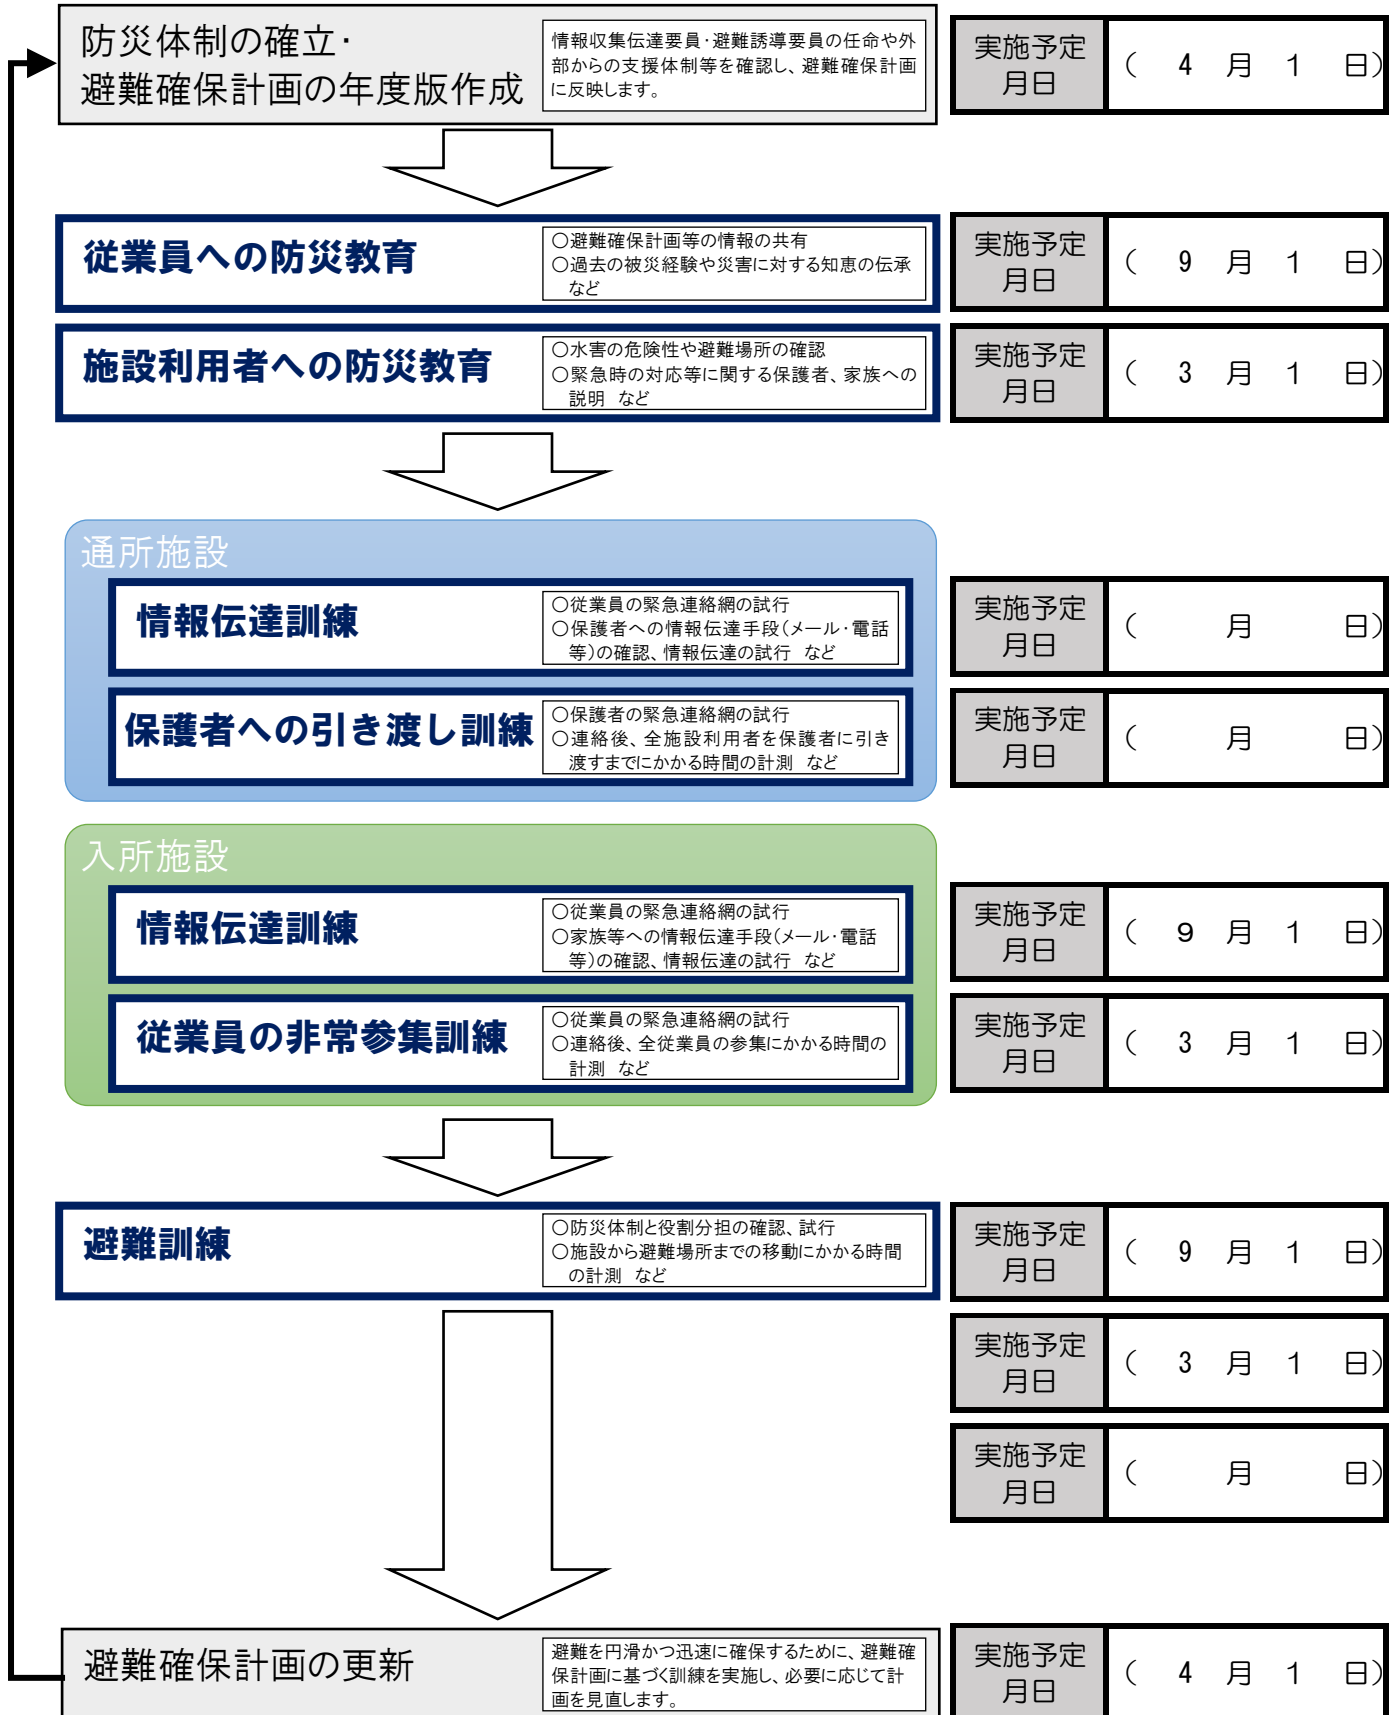 防災体制の確立・
避難確保計画の年度版作成
情報収集伝達要員・避難誘導要員の任命や外
部からの支援体制等を確認し、避難確保計画
に反映します。
実施予定
月日
( 4 月 1 日)
従業員への防災教育
○避難確保計画等の情報の共有
○過去の被災経験や災害に対する知恵の伝承
など
実施予定
月日
( 9 月 1 日)
施設利用者への防災教育
○水害の危険性や避難場所の確認
○緊急時の対応等に関する保護者、家族への
説明 など
実施予定
月日
( 3 月 1 日)
通所施設
情報伝達訓練
○従業員の緊急連絡網の試行
○保護者への情報伝達手段(メール・電話
等)の確認、情報伝達の試行 など
実施予定
月日
( 月 日)
保護者への引き渡し訓練
○保護者の緊急連絡網の試行
○連絡後、全施設利用者を保護者に引き
渡すまでにかかる時間の計測 など
実施予定
月日
( 月 日)
入所施設
情報伝達訓練
○従業員の緊急連絡網の試行
○家族等への情報伝達手段(メール・電話
等)の確認、情報伝達の試行 など
実施予定
月日
( 9 月 1 日)
従業員の非常参集訓練
○従業員の緊急連絡網の試行
○連絡後、全従業員の参集にかかる時間の
計測 など
実施予定
月日
( 3 月 1 日)
避難訓練
○防災体制と役割分担の確認、試行
○施設から避難場所までの移動にかかる時間
の計測 など
実施予定
月日
( 9 月 1 日)
実施予定
月日
( 3 月 1 日)
実施予定
月日
( 月 日)
避難確保計画の更新
避難を円滑かつ迅速に確保するために、避難確
保計画に基づく訓練を実施し、必要に応じて計
画を見直します。
実施予定
月日
( 4 月 1 日)